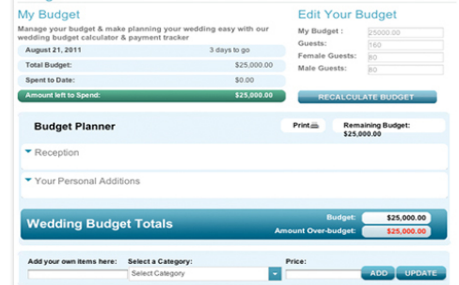 My Budget
Manage your budget & make planning your wedding easy with our
wedding budget calculator & payment tracker
August 21, 2011 3 days to go
Total Budget: $25,000.00
Spent to Date: $0.00
Amount left to Spend: $25,000.00
Edit Your Budget
My Budget : 25000.00
Guests: 160
Female Guests: 80
Male Guests: 80
RECALCULATE BUDGET
Budget Planner
Print
Remaining Budget:
$25,000.00
Reception
Your Personal Additions
Wedding Budget Totals
Budget: $25,000.00
Amount Over-budget: $25,000.00
Add your own items here: Select a Category: Price:
Select Category ADD UPDATE